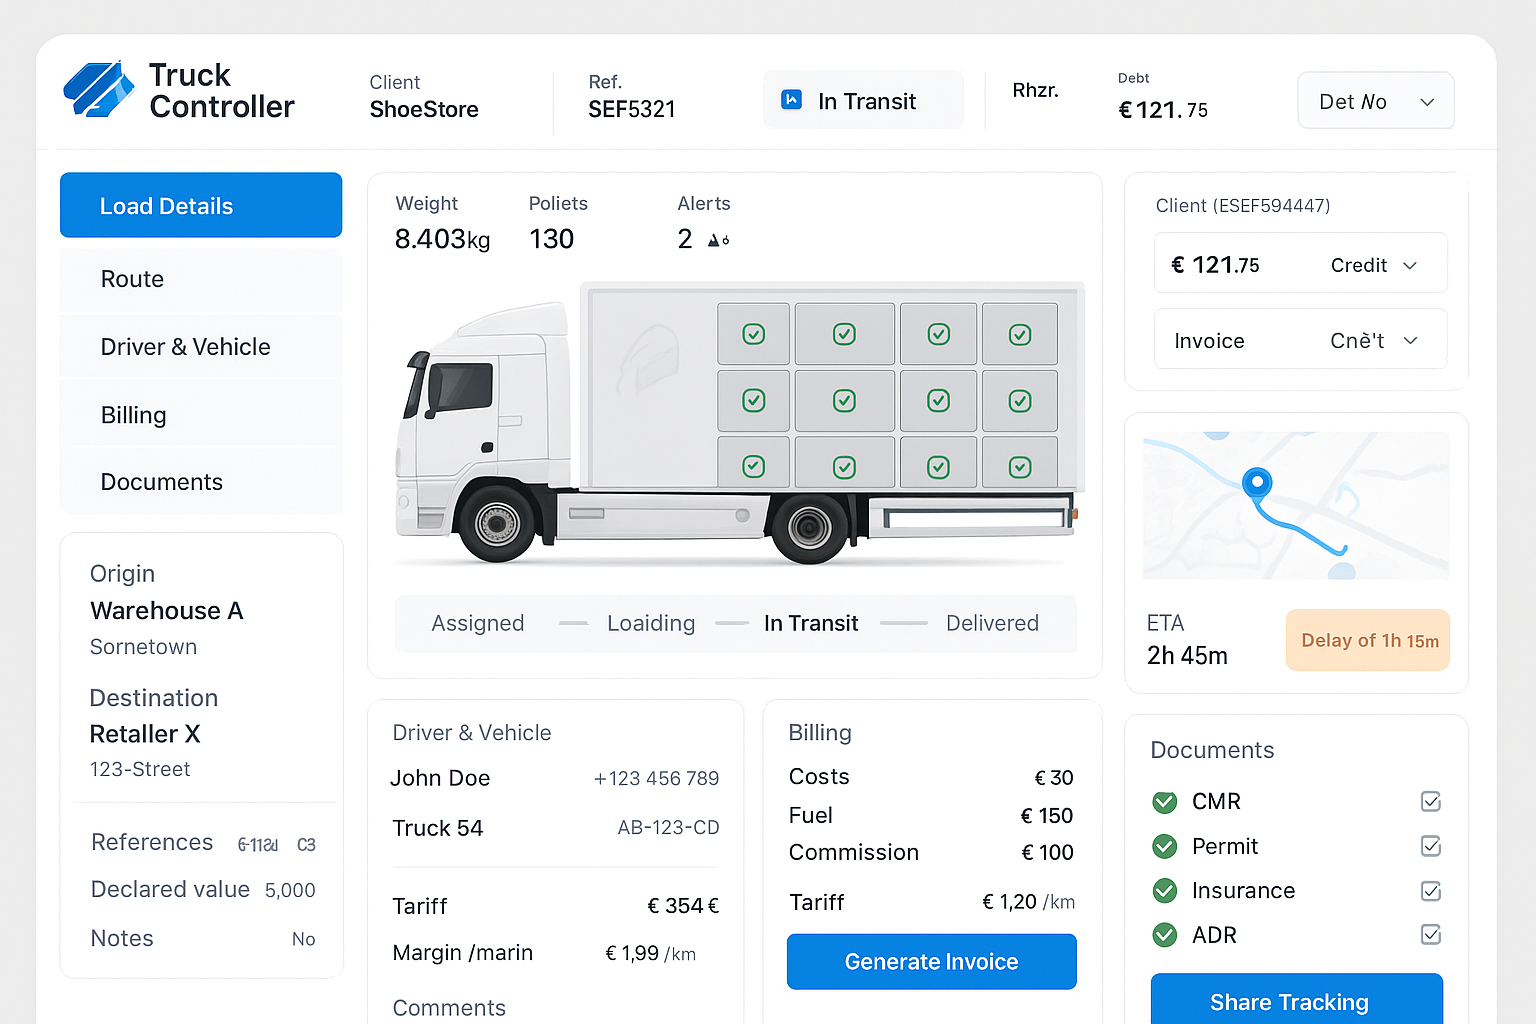 Truck
Controller
Client
ShoeStore
Ref.
SEF5321
In Transit
Rhzr.
Debt
€121.75
Det No
Load Details
Route
Driver & Vehicle
Billing
Documents
Origin
Warehouse A
Sornetown
Destination
Retaller X
123-Street
References C3
Declared value 5,000
Notes No
Weight
8.403kg
Poliets
130
Alerts
2
Assigned — Loaiding — In Transit — Delivered
Driver & Vehicle
John Doe +123 456 789
Truck 54 AB-123-CD
Tariff € 354 €
Margin /marin € 1,99 /km
Comments
Billing
Costs € 30
Fuel € 150
Commission € 100
Tariff € 1,20 /km
Generate Invoice
Client (ESEF594447)
€ 121.75 Credit
Invoice Cnè't
ETA
2h 45m
Delay of 1h 15m
Documents
CMR
Permit
Insurance
ADR
Share Tracking